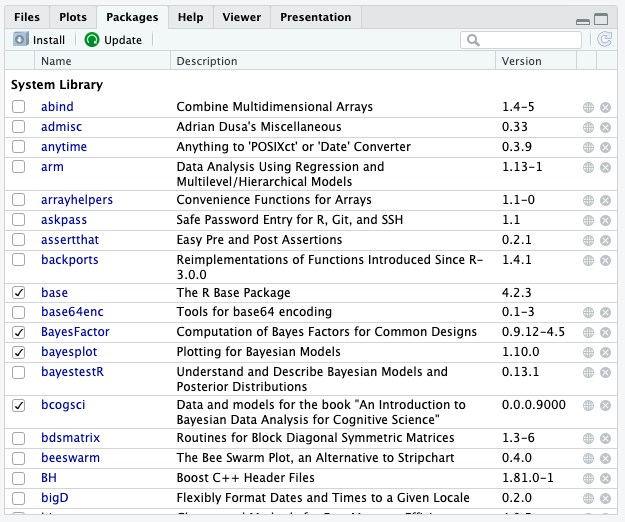 Files Plots Packages Help Viewer Presentation
Install Update
Name Description Version
System Library
abind Combine Multidimensional Arrays 1.4-5
admisc Adrian Dusa's Miscellaneous 0.33
anytime Anything to 'POSIXct' or 'Date' Converter 0.3.9
arm Data Analysis Using Regression and 1.13-1
Multilevel/Hierarchical Models
arrayhelpers Convenience Functions for Arrays 1.1-0
askpass Safe Password Entry for R, Git, and SSH 1.1
assertthat Easy Pre and Post Assertions 0.2.1
backports Reimplementations of Functions Introduced Since R- 1.4.1
3.0.0
base The R Base Package 4.2.3
base64enc Tools for base64 encoding 0.1-3
BayesFactor Computation of Bayes Factors for Common Designs 0.9.12-4.5
bayesplot Plotting for Bayesian Models 1.10.0
bayestestR Understand and Describe Bayesian Models and 0.13.1
Posterior Distributions
bcogsci Data and models for the book "An Introduction to 0.0.0.9000
Bayesian Data Analysis for Cognitive Science"
bdsmatrix Routines for Block Diagonal Symmetric Matrices 1.3-6
beeswarm The Bee Swarm Plot, an Alternative to Stripchart 0.4.0
BH Boost C++ Header Files 1.81.0-1
bigD Flexibly Format Dates and Times to a Given Locale 0.2.0